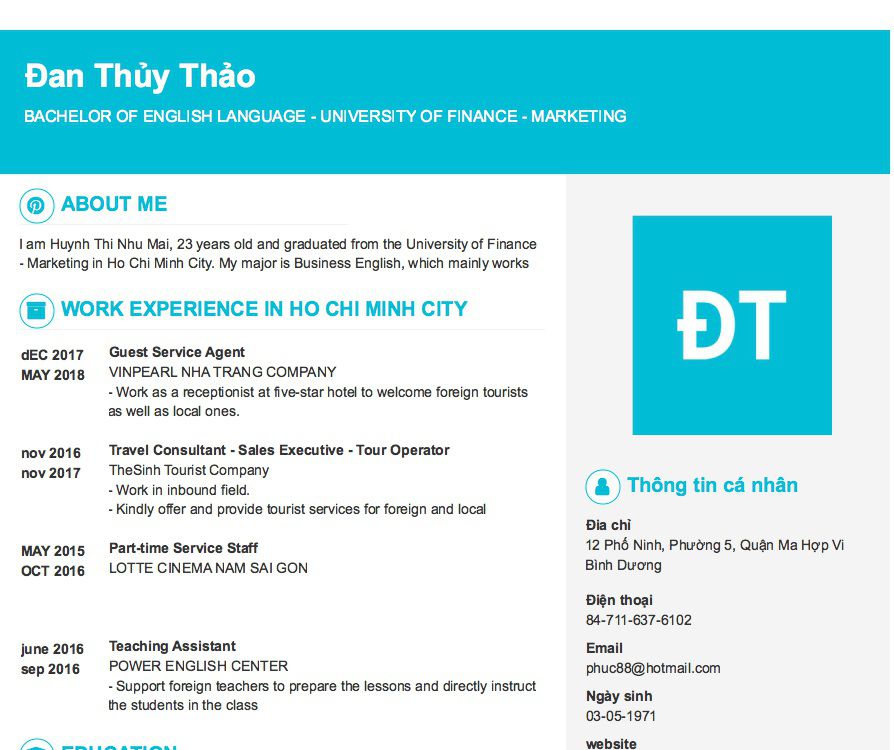 Đan Thủy Thảo
BACHELOR OF ENGLISH LANGUAGE - UNIVERSITY OF FINANCE - MARKETING
ABOUT ME
I am Huynh Thi Nhu Mai, 23 years old and graduated from the University of Finance
- Marketing in Ho Chi Minh City. My major is Business English, which mainly works
WORK EXPERIENCE IN HO CHI MINH CITY
dEC 2017
MAY 2018
Guest Service Agent
VINPEARL NHA TRANG COMPANY
- Work as a receptionist at five-star hotel to welcome foreign tourists
as well as local ones.
nov 2016
nov 2017
Travel Consultant - Sales Executive - Tour Operator
TheSinh Tourist Company
- Work in inbound field.
- Kindly offer and provide tourist services for foreign and local
MAY 2015
OCT 2016
Part-time Service Staff
LOTTE CINEMA NAM SAI GON
june 2016
sep 2016
Teaching Assistant
POWER ENGLISH CENTER
- Support foreign teachers to prepare the lessons and directly instruct
the students in the class
EDUCATION
ĐT
Thông tin cá nhân
Đia chỉ
12 Phố Ninh, Phường 5, Quận Ma Hợp Vi
Bình Dương
Điện thoại
84-711-637-6102
Email
phuc88@hotmail.com
Ngày sinh
03-05-1971
website